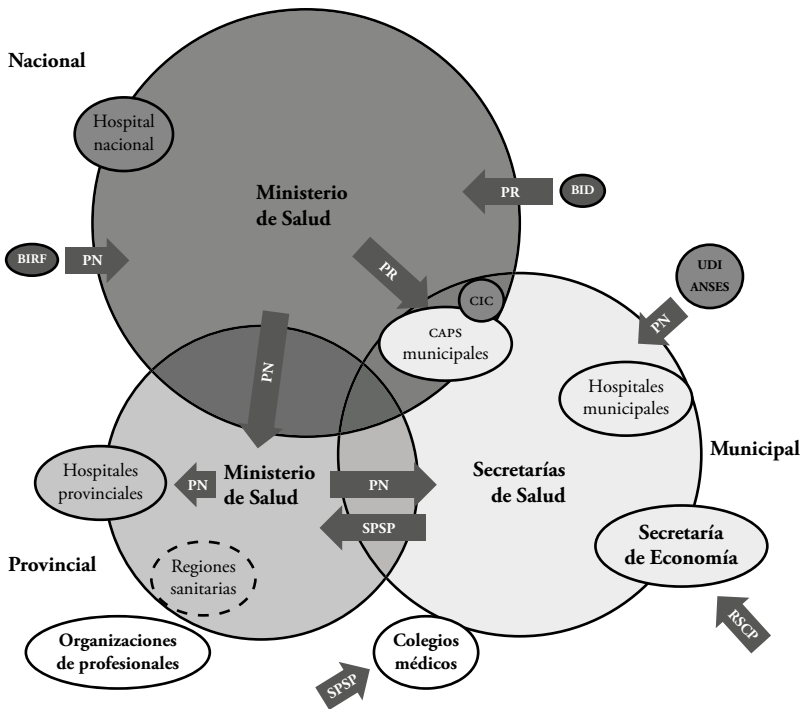 Nacional
Hospital
nacional
Ministerio
de Salud
PR
BID
BIRF
PN
PR
UDI
ANSES
CIC
PN
CAPS
municipales
PN
Hospitales
municipales
Municipal
Hospitales
provinciales
PN
Ministerio
de Salud
PN
Secretarías
de Salud
SPSP
Secretaría
de Economía
Provincial
Regiones
sanitarias
RSCP
Organizaciones
de profesionales
Colegios
médicos
SPSP